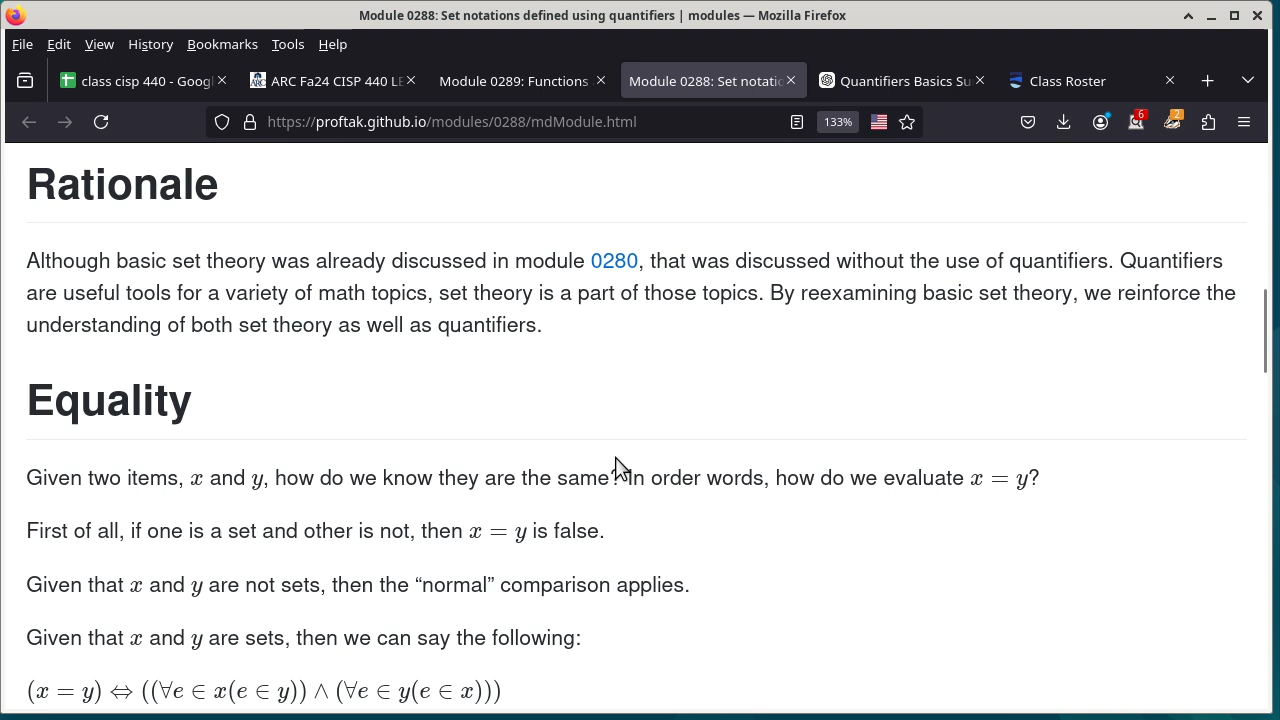 Module 0288: Set notations defined using quantifiers | modules — Mozilla Firefox
File Edit View History Bookmarks Tools Help
class cisp 440 - Googl ARC Fa24 CISP 440 LE Module 0289: Functions Module 0288: Set notatic Quantifiers Basics Su Class Roster
https://proftak.github.io/modules/0288/mdModule.html 133% 6 2
Rationale
Although basic set theory was already discussed in module 0280, that was discussed without the use of quantifiers. Quantifiers
are useful tools for a variety of math topics, set theory is a part of those topics. By reexamining basic set theory, we reinforce the
understanding of both set theory as well as quantifiers.
Equality
Given two items, x and y, how do we know they are the same? In order words, how do we evaluate x = y?
First of all, if one is a set and other is not, then x = y is false.
Given that x and y are not sets, then the “normal” comparison applies.
Given that x and y are sets, then we can say the following:
(x = y) ⇔ ((∀e ∈ x(e ∈ y)) ∧ (∀e ∈ y(e ∈ x)))